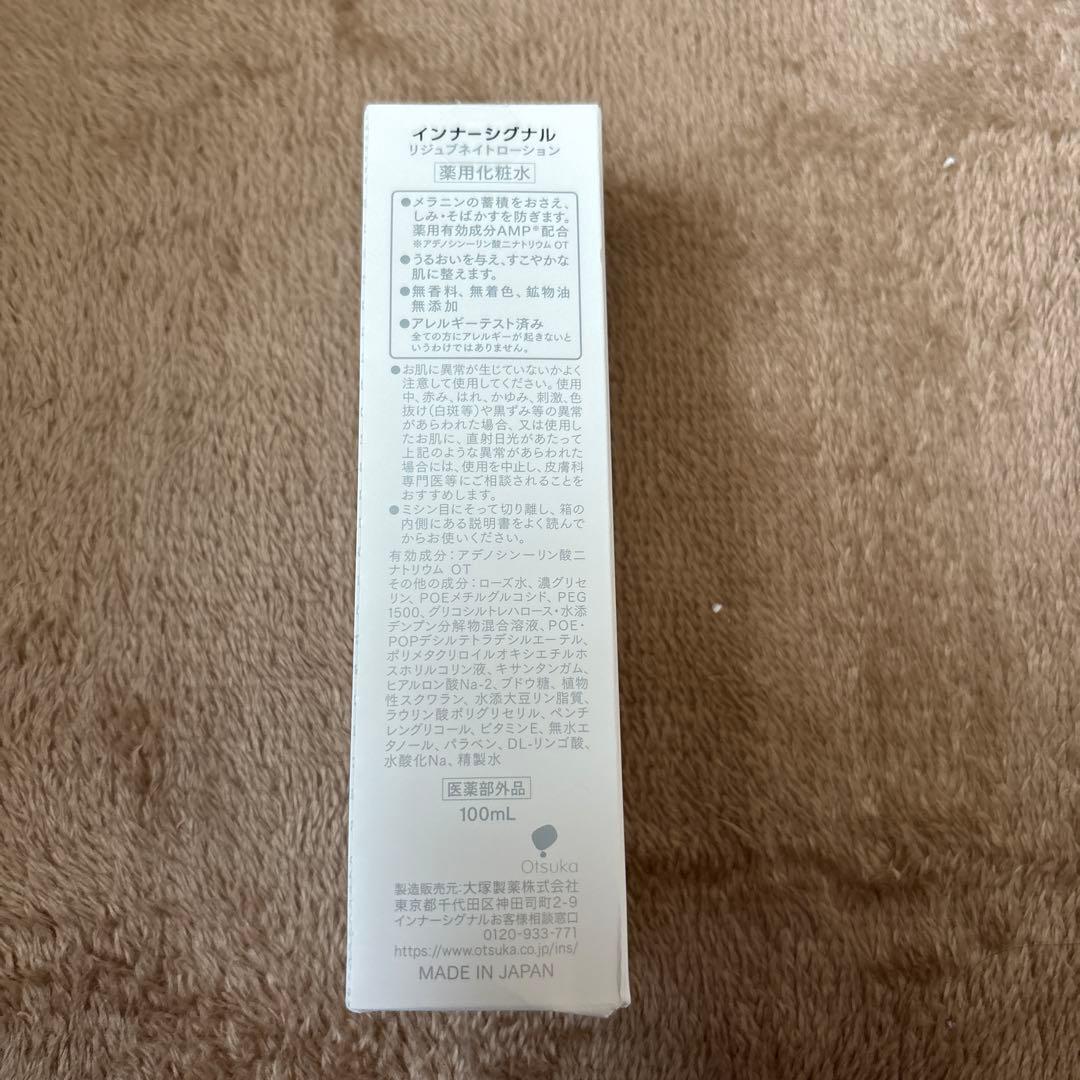 インナーシグナル
リジュブネイトローション
薬用化粧水
●メラニンの蓄積をおさえ、
しみ・そばかすを防ぎます。
薬用有効成分AMP※配合
※アデノシン一リン酸二ナトリウム OT
●うるおいを与え、すこやかな
肌に整えます。
●無香料、無着色、鉱物油
無添加
●アレルギーテスト済み
全ての方にアレルギーが起きないと
いうわけではありません。
●お肌に異常が生じていないかよく
注意して使用してください。使用
中、赤み、はれ、かゆみ、刺激、色
抜け(白斑等)や黒ずみ等の異常
があらわれた場合、又は使用し
たお肌に、直射日光があたって
上記のような異常があらわれた
場合には、使用を中止し、皮膚科
専門医等にご相談されることを
おすすめします。
●ミシン目にそって切り離し、箱の
内側にある説明書をよく読んで
からお使いください。
有効成分：アデノシン一リン酸二
ナトリウム OT
その他の成分：ローズ水、濃グリセ
リン、POEメチルグルコシド、PEG
1500、グリコシルトレハロース・水添
デンプン分解物混合溶液、POE・
POPデシルテトラデシルエーテル、
ポリメタクリロイルオキシエチルホ
スホリルコリン液、キサンタンガム、
ヒアルロン酸Na-2、ブドウ糖、植物
性スクワラン、水添大豆リン脂質、
ラウリン酸ポリグリセリル、ペンチ
レングリコール、ビタミンE、無水エ
タノール、パラベン、DL-リンゴ酸、
水酸化Na、精製水
医薬部外品
100mL
Otsuka
製造販売元：大塚製薬株式会社
東京都千代田区神田司町2-9
インナーシグナルお客様相談窓口
0120-933-771
https://www.otsuka.co.jp/ins/
MADE IN JAPAN